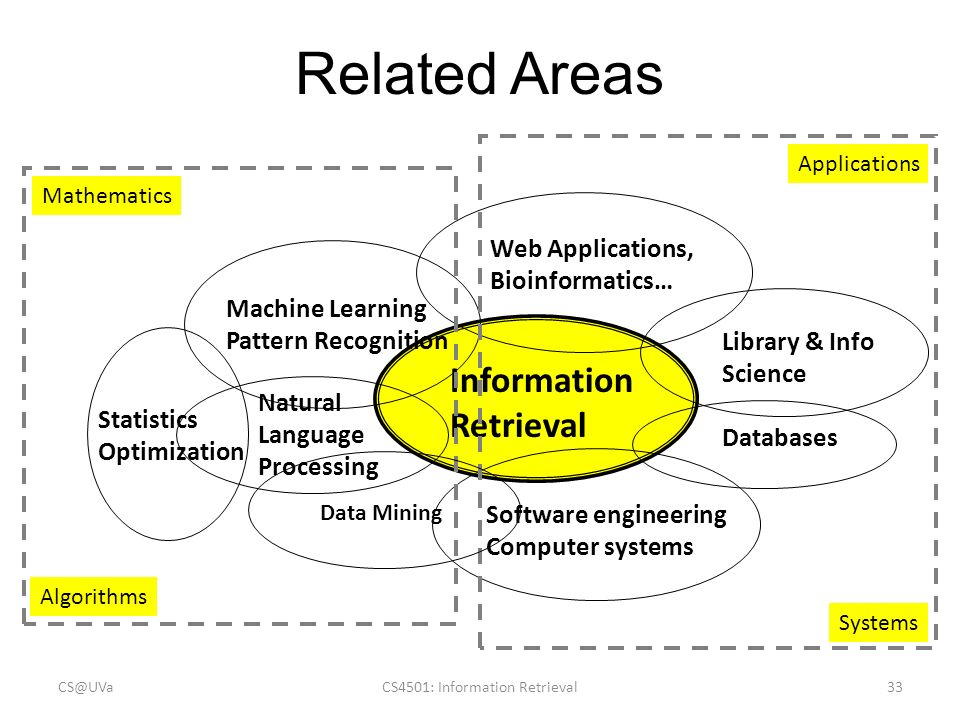 Related Areas
Applications
Mathematics
Web Applications,
Bioinformatics…
Machine Learning
Pattern Recognition
Library & Info
Science
Information
Retrieval
Natural
Language
Processing
Statistics
Optimization
Databases
Data Mining
Software engineering
Computer systems
Algorithms
Systems
CS@UVa
CS4501: Information Retrieval
33